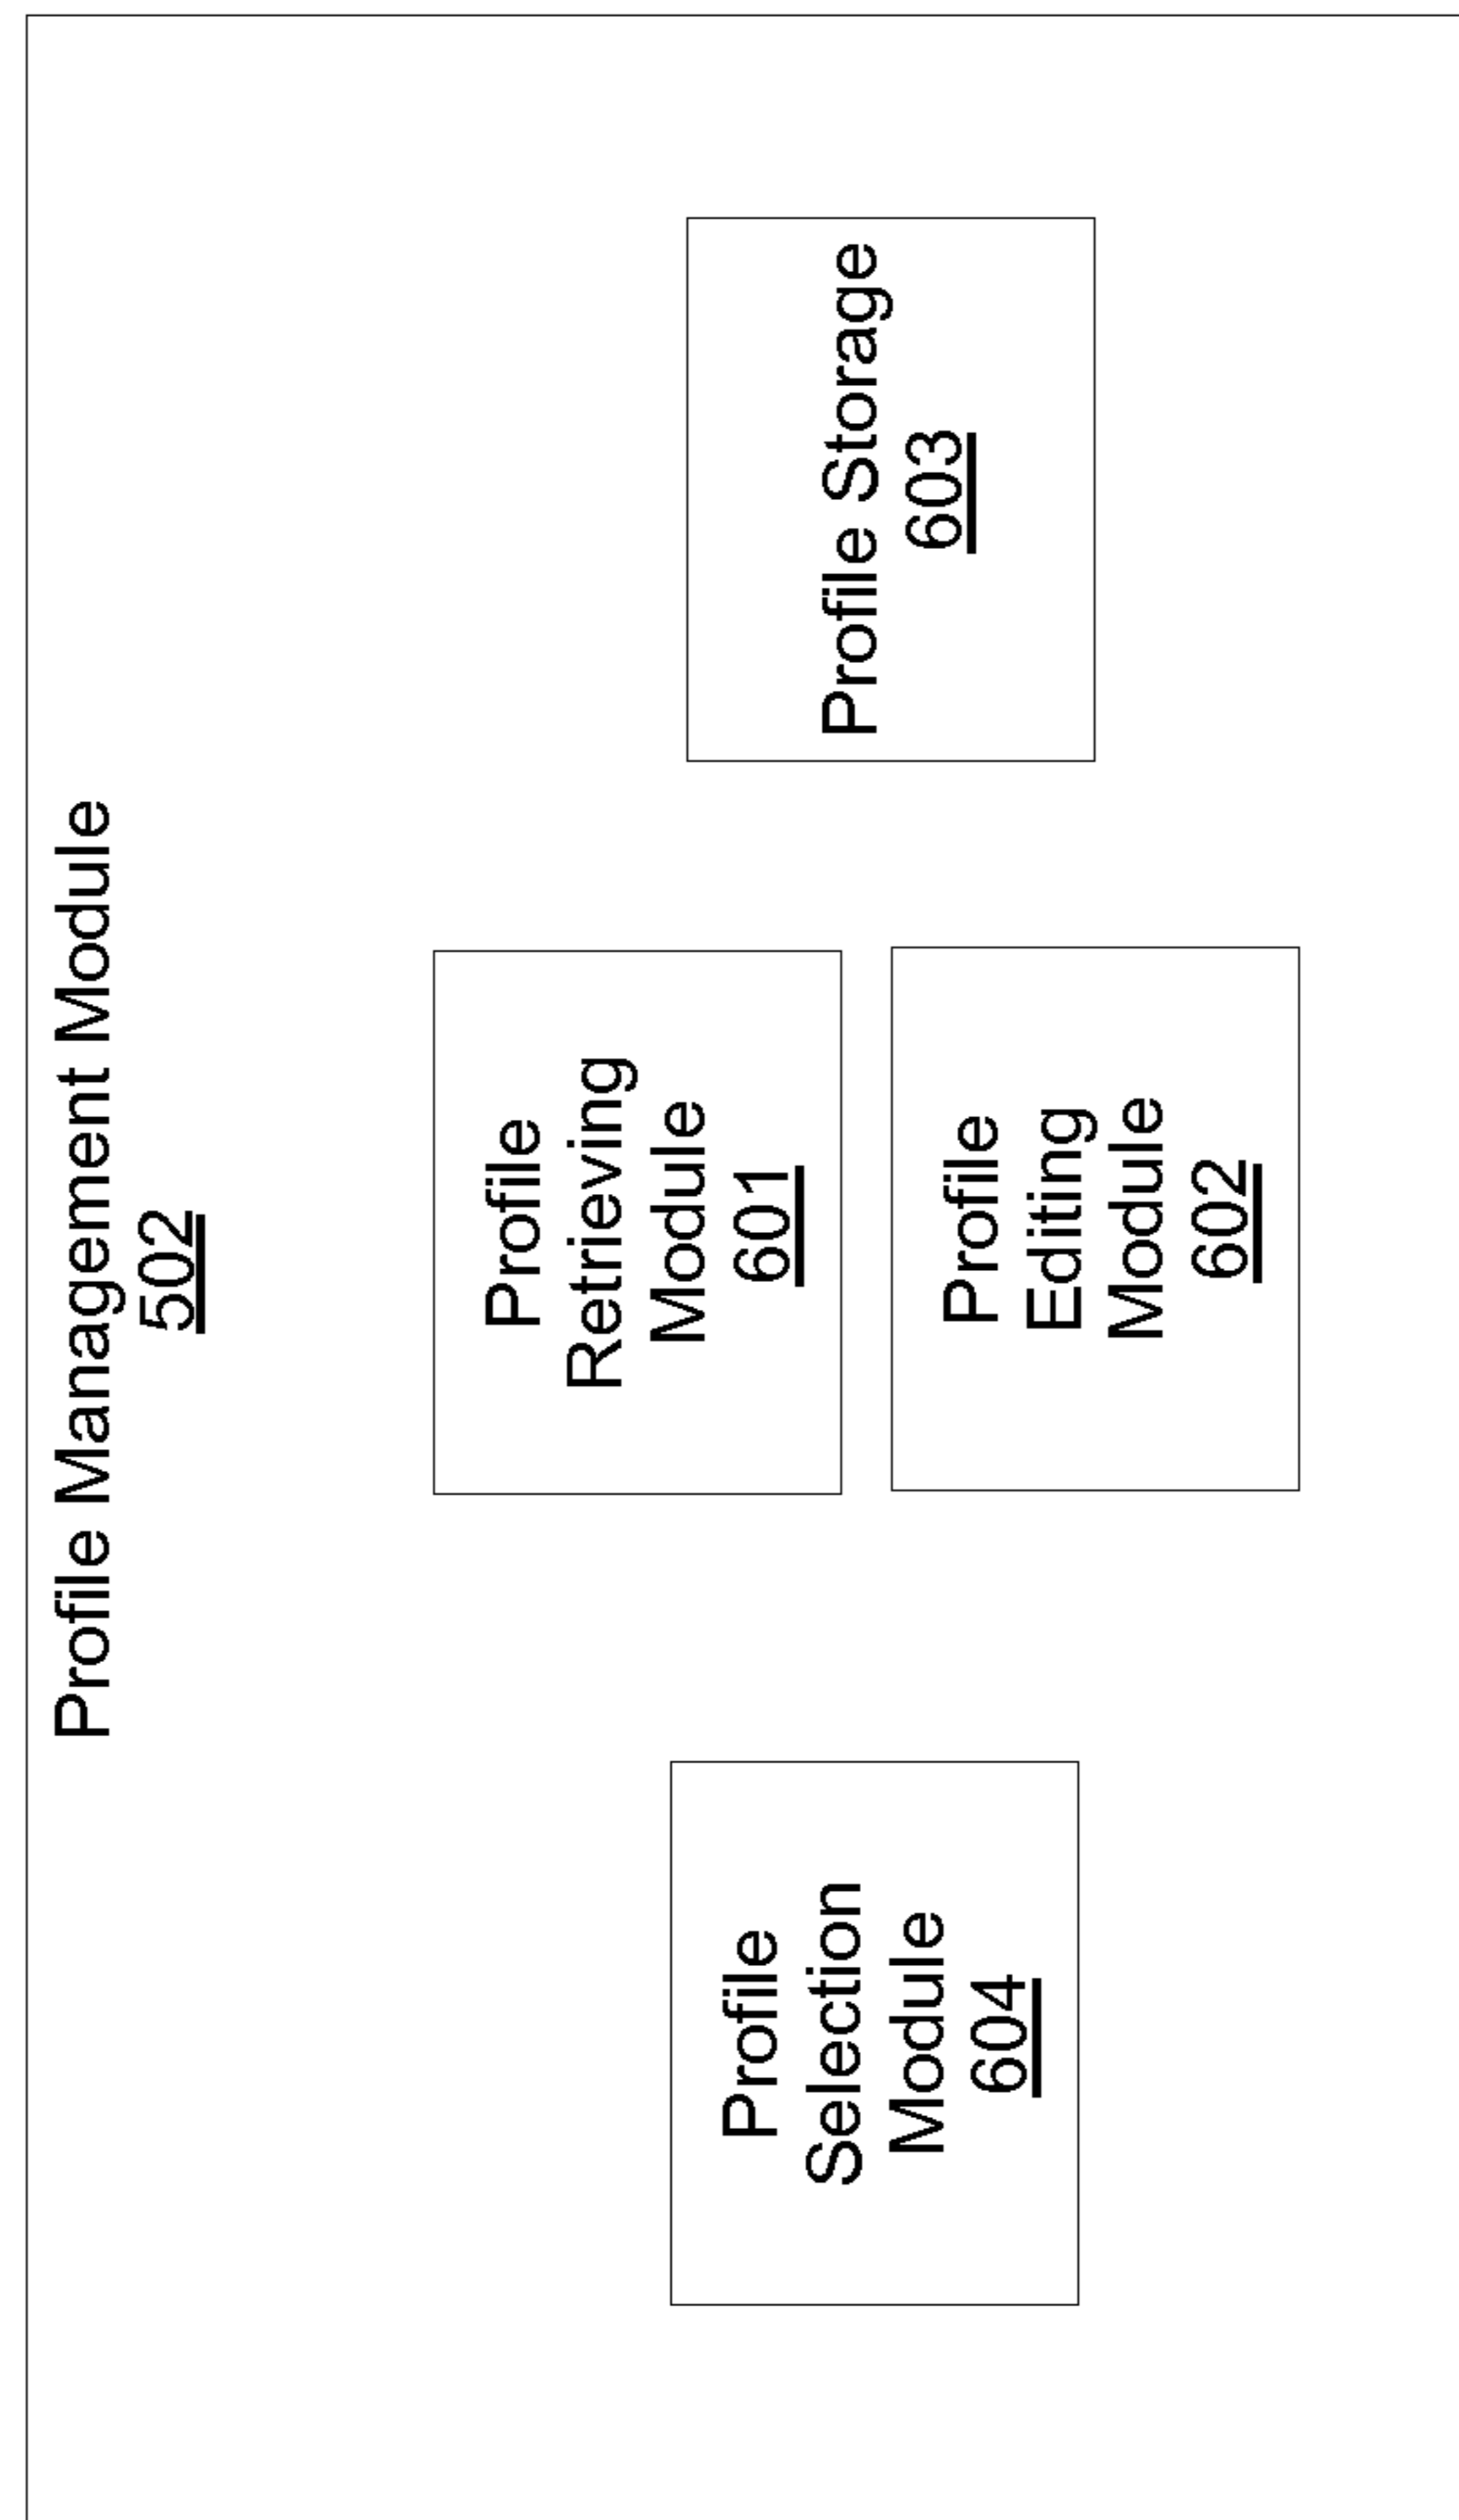 Profile Management Module
502
Profile
Selection
Module
604
Profile
Retrieving
Module
601
Profile
Editing
Module
602
Profile Storage
603